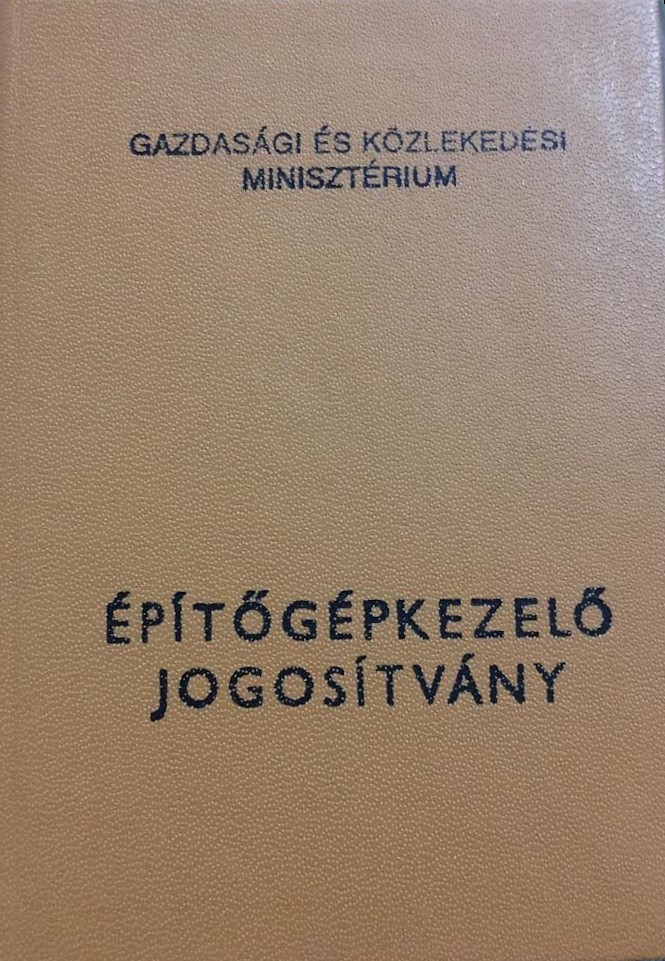 GAZDASÁGI ÉS KÖZLEKEDÉSI
MINISZTÉRIUM
ÉPÍTŐGÉPKEZELŐ
JOGOSÍTVÁNY